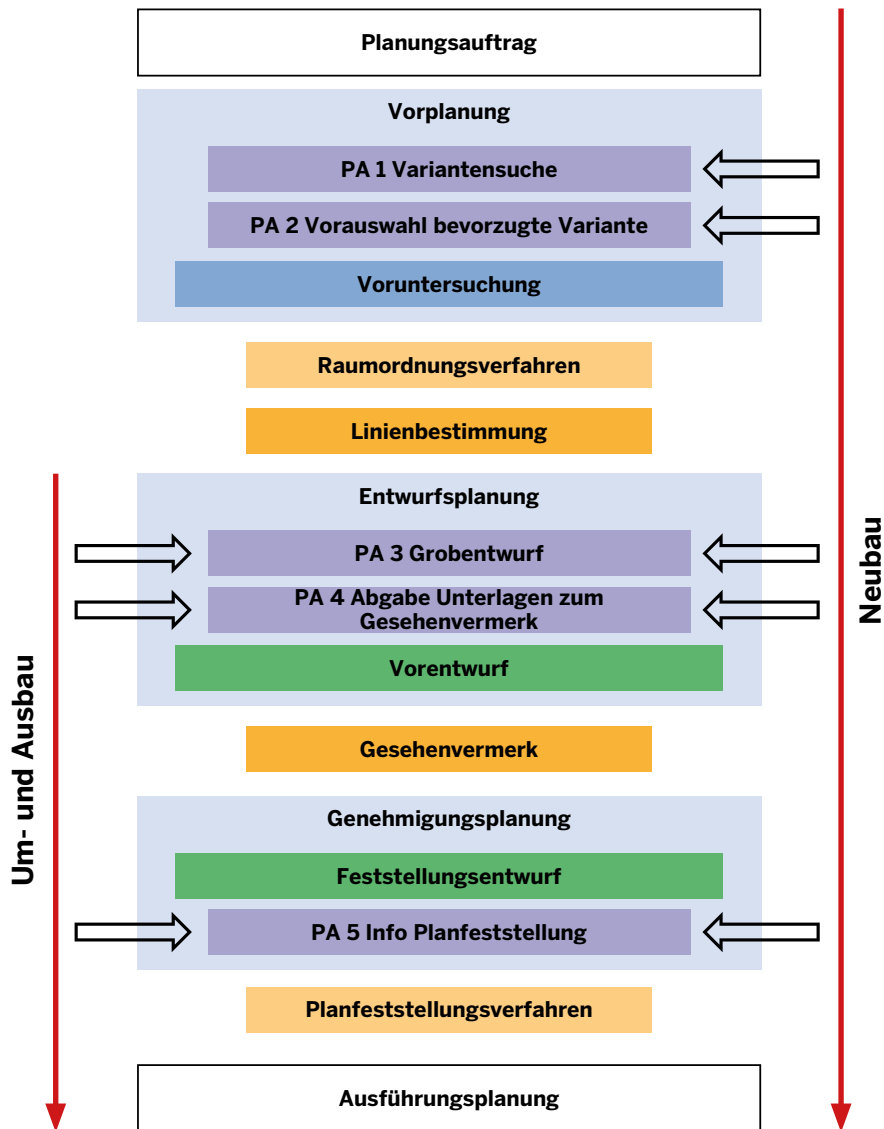 Planungsauftrag
Vorplanung
PA 1 Variantensuche
PA 2 Vorauswahl bevorzugte Variante
Voruntersuchung
Raumordnungsverfahren
Linienbestimmung
Entwurfsplanung
PA 3 Grobentwurf
PA 4 Abgabe Unterlagen zum
Gesehenvermerk
Vorentwurf
Gesehenvermerk
Genehmigungsplanung
Feststellungsentwurf
PA 5 Info Planfeststellung
Planfeststellungsverfahren
Ausführungsplanung
Um- und Ausbau
Neubau